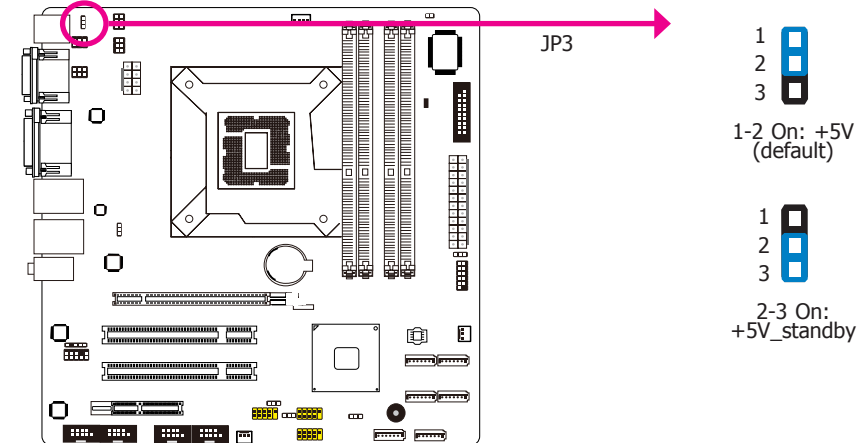 JP3
1
2
3
1-2 On: +5V
(default)
1
2
3
2-3 On:
+5V_standby